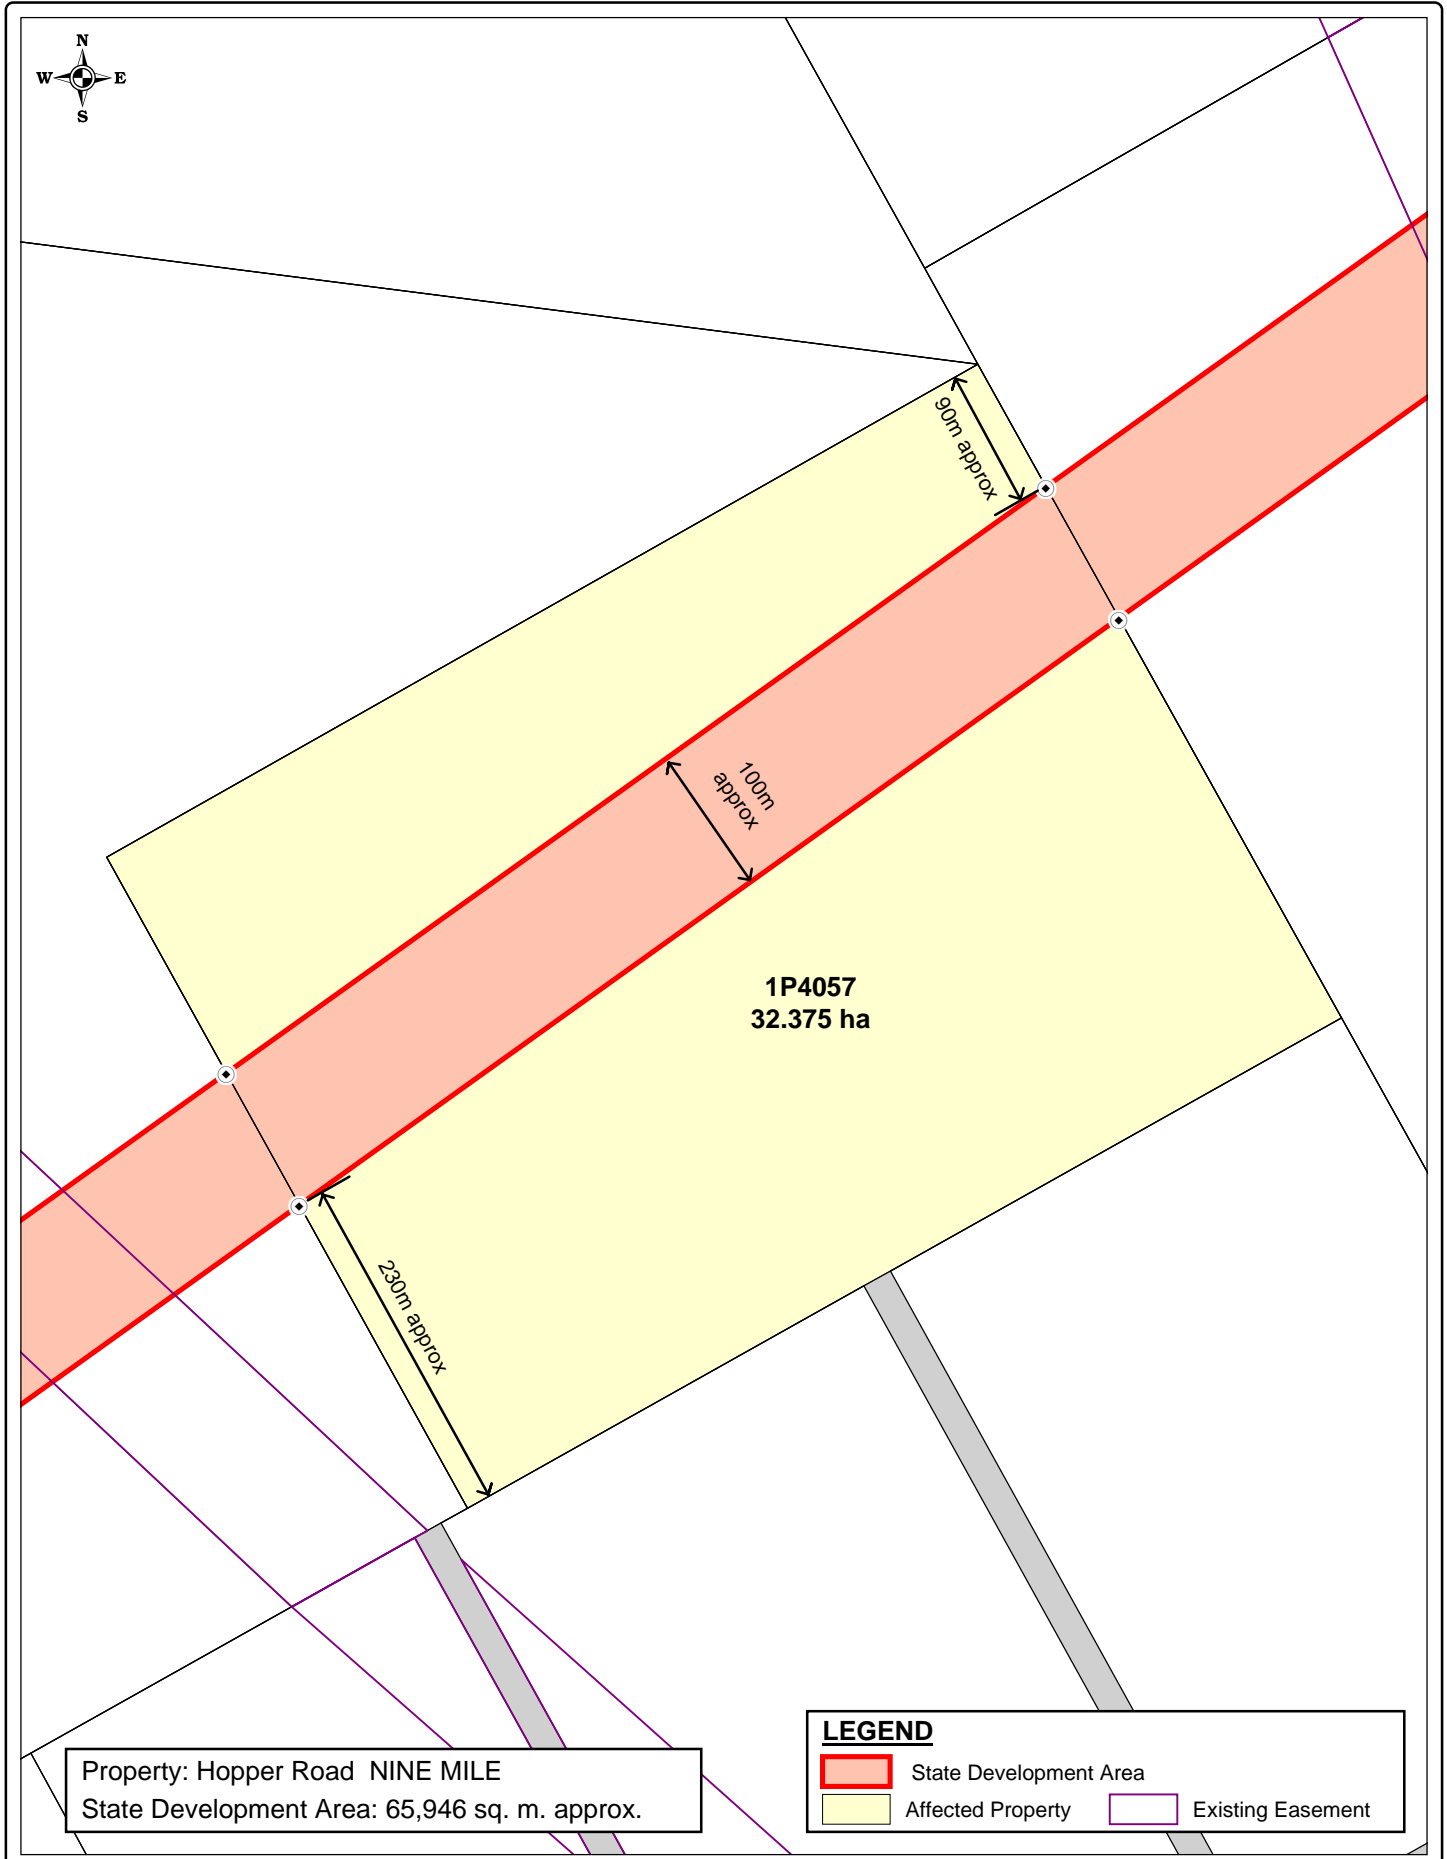 N
W E
S
90m approx
100m
approx
1P4057
32.375 ha
230m approx
Property: Hopper Road NINE MILE
State Development Area: 65,946 sq. m. approx.
LEGEND
State Development Area
Affected Property
Existing Easement